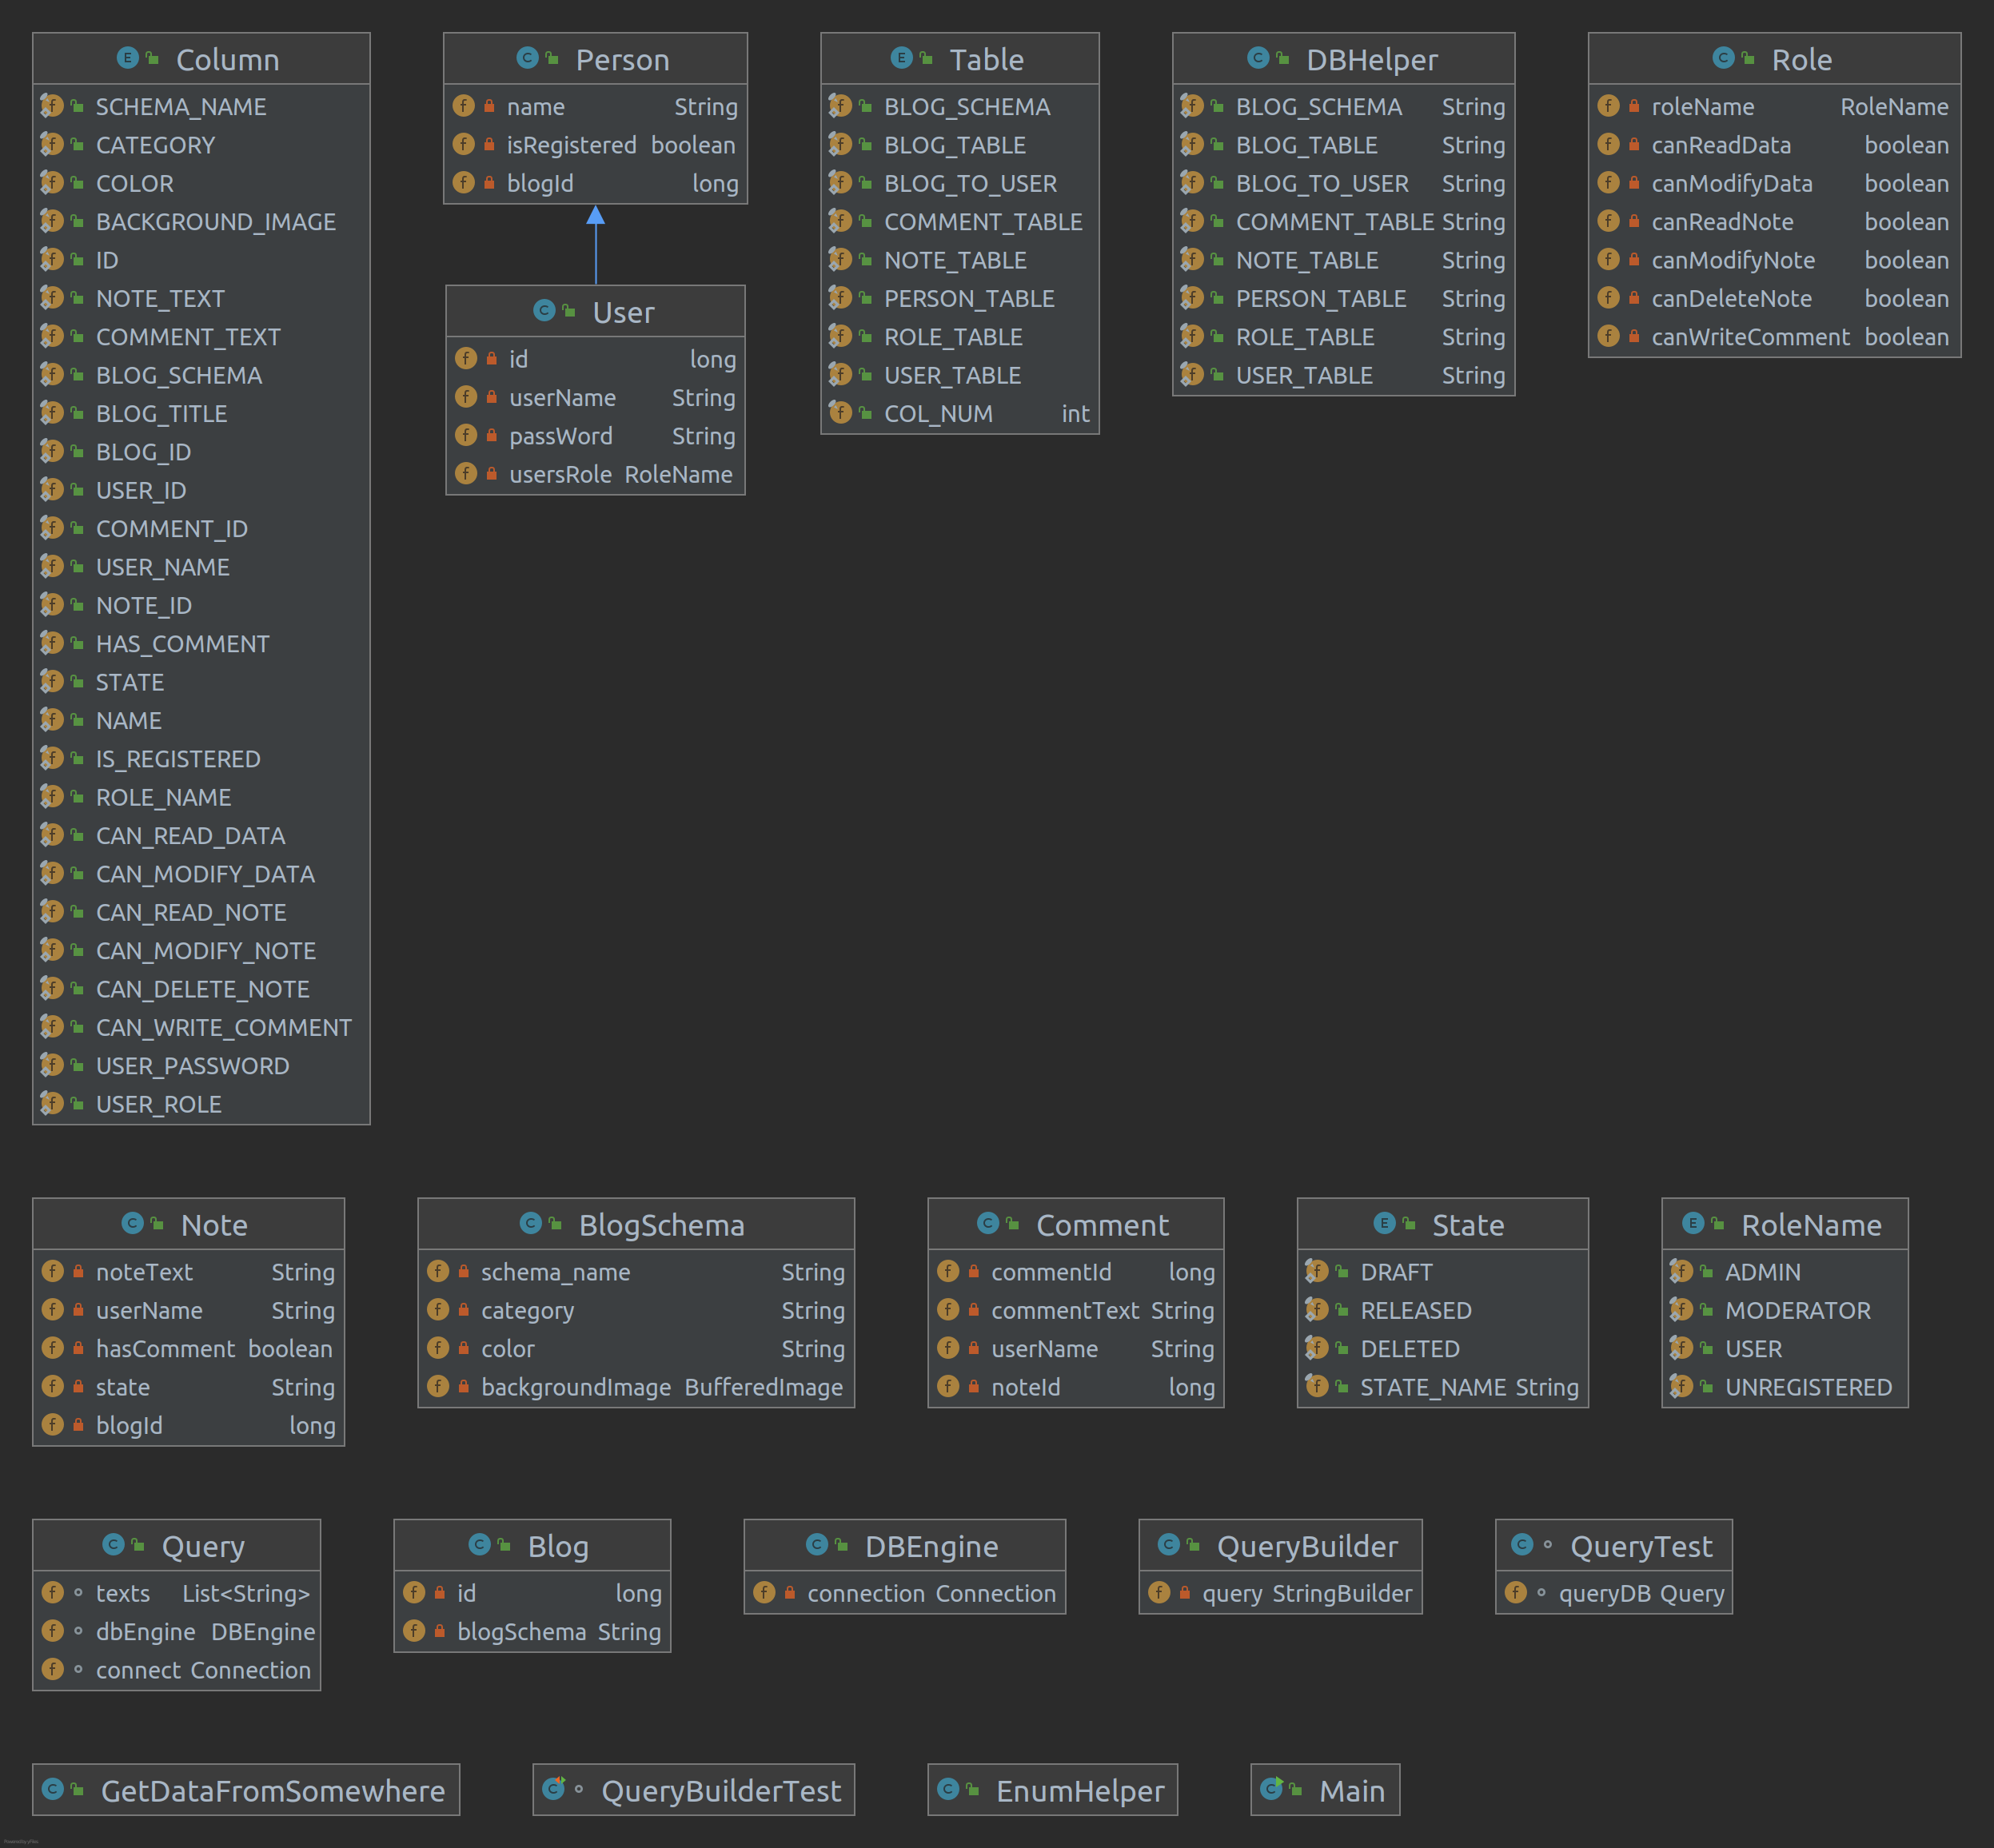 Column
SCHEMA_NAME
CATEGORY
COLOR
BACKGROUND_IMAGE
ID
NOTE_TEXT
COMMENT_TEXT
BLOG_SCHEMA
BLOG_TITLE
BLOG_ID
USER_ID
COMMENT_ID
USER_NAME
NOTE_ID
HAS_COMMENT
STATE
NAME
IS_REGISTERED
ROLE_NAME
CAN_READ_DATA
CAN_MODIFY_DATA
CAN_READ_NOTE
CAN_MODIFY_NOTE
CAN_DELETE_NOTE
CAN_WRITE_COMMENT
USER_PASSWORD
USER_ROLE
Person
name String
isRegistered boolean
blogId long
User
id long
userName String
passWord String
usersRole RoleName
Table
BLOG_SCHEMA
BLOG_TABLE
BLOG_TO_USER
COMMENT_TABLE
NOTE_TABLE
PERSON_TABLE
ROLE_TABLE
USER_TABLE
COL_NUM int
DBHelper
BLOG_SCHEMA String
BLOG_TABLE String
BLOG_TO_USER String
COMMENT_TABLE String
NOTE_TABLE String
PERSON_TABLE String
ROLE_TABLE String
USER_TABLE String
Role
roleName RoleName
canReadData boolean
canModifyData boolean
canReadNote boolean
canModifyNote boolean
canDeleteNote boolean
canWriteComment boolean
Note
noteText String
userName String
hasComment boolean
state String
blogId long
BlogSchema
schema_name String
category String
color String
backgroundImage BufferedImage
Comment
commentId long
commentText String
userName String
noteId long
State
DRAFT
RELEASED
DELETED
STATE_NAME String
RoleName
ADMIN
MODERATOR
USER
UNREGISTERED
Query
texts List<String>
dbEngine DBEngine
connect Connection
Blog
id long
blogSchema String
DBEngine
connection Connection
QueryBuilder
query StringBuilder
QueryTest
queryDB Query
GetDataFromSomewhere
QueryBuilderTest
EnumHelper
Main
Powered by yFiles